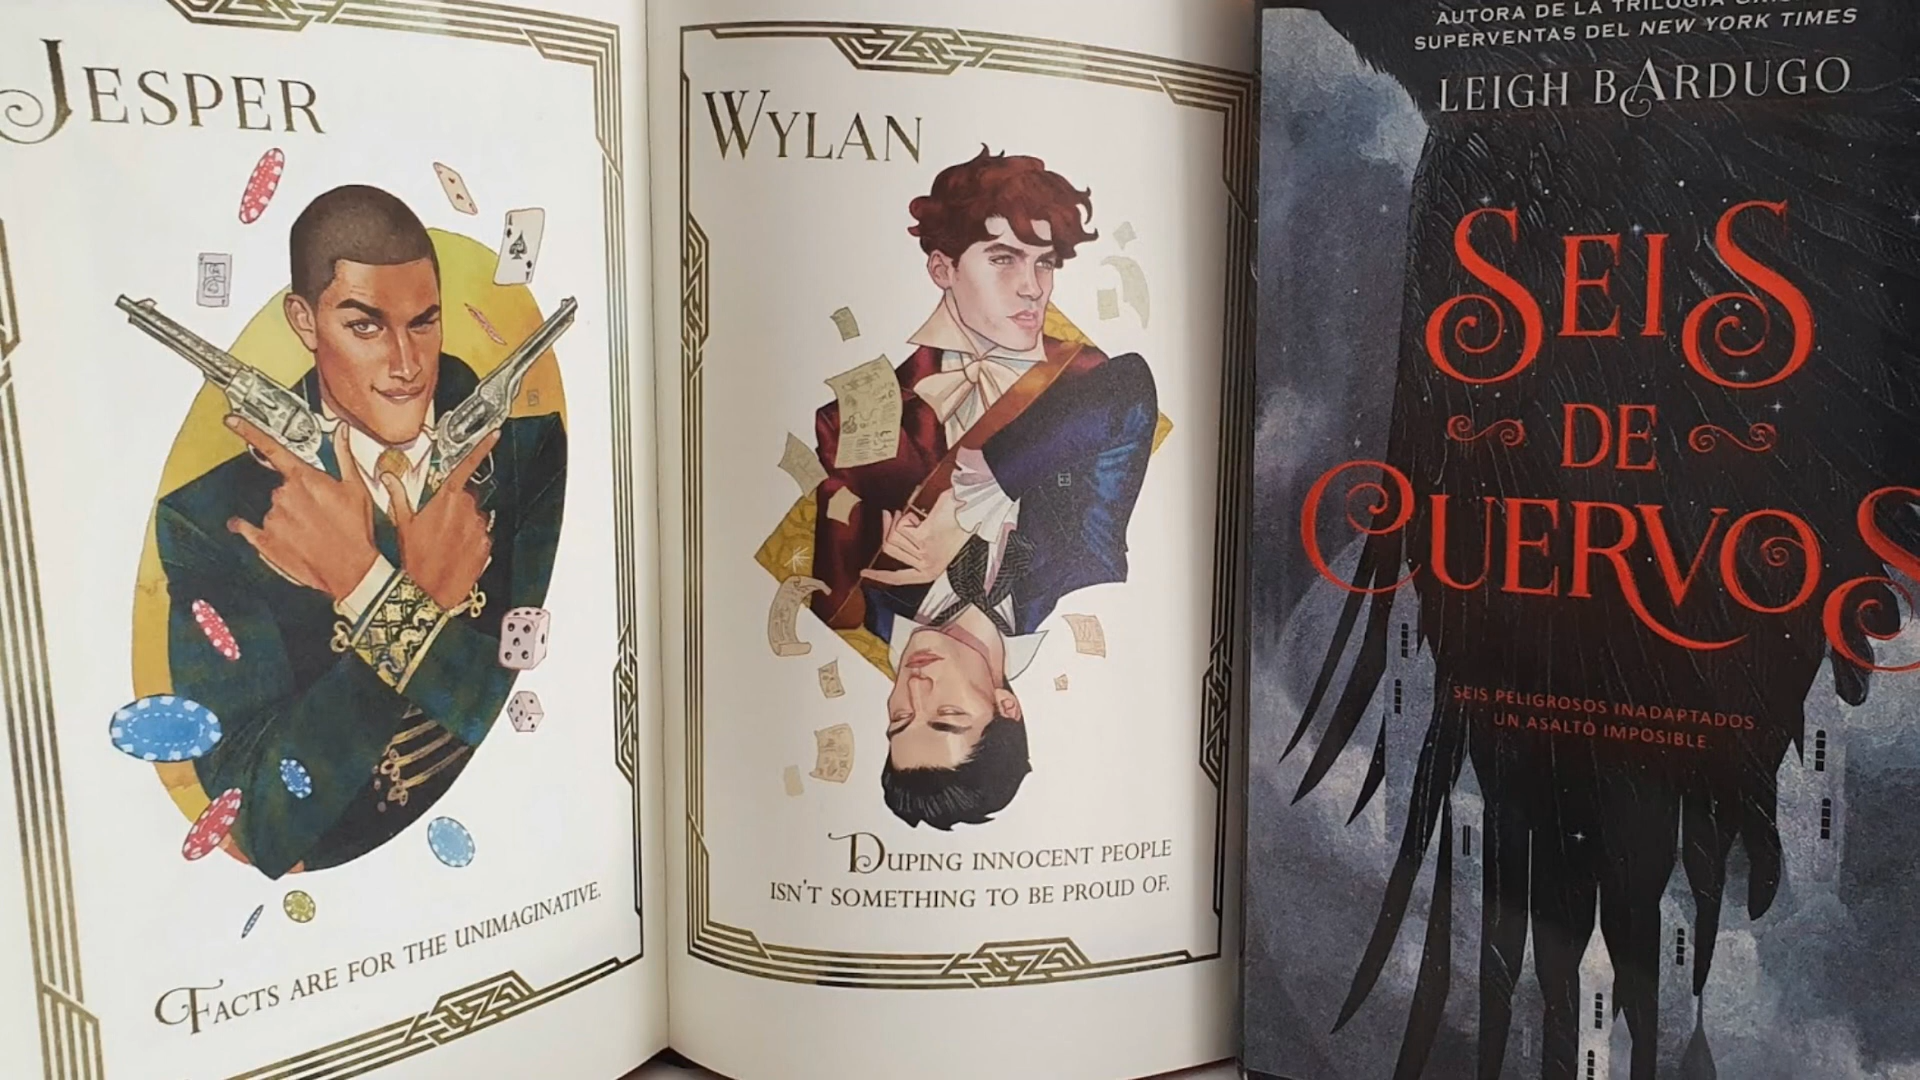 JESPER
FACTS ARE FOR THE UNIMAGINATIVE.
WYLAN
DUPING INNOCENT PEOPLE
ISN'T SOMETHING TO BE PROUD OF.
AUTORA DE LA TRILOGÍA
SUPERVENTAS DEL NEW YORK TIMES
LEIGH BARDUGO
SEIS
DE
CUERVOS
SEIS PELIGROSOS INADAPTADOS.
UN ASALTO IMPOSIBLE.